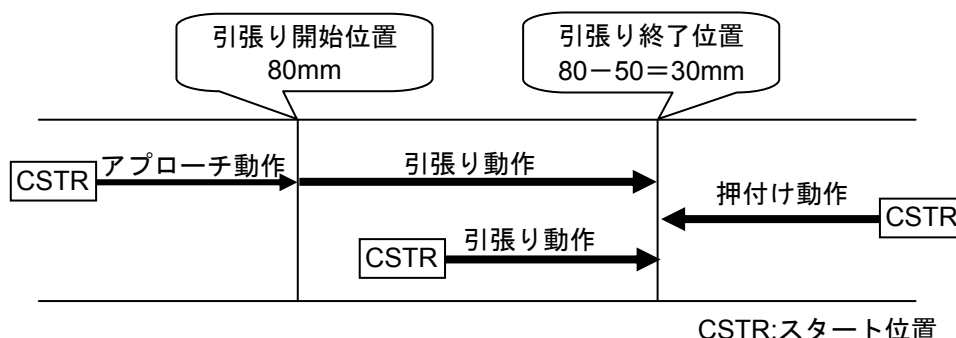 引張り開始位置
80mm
引張り終了位置
80－50＝30mm
アプローチ動作
CSTR
引張り動作
押付け動作
CSTR
引張り動作
CSTR
CSTR:スタート位置